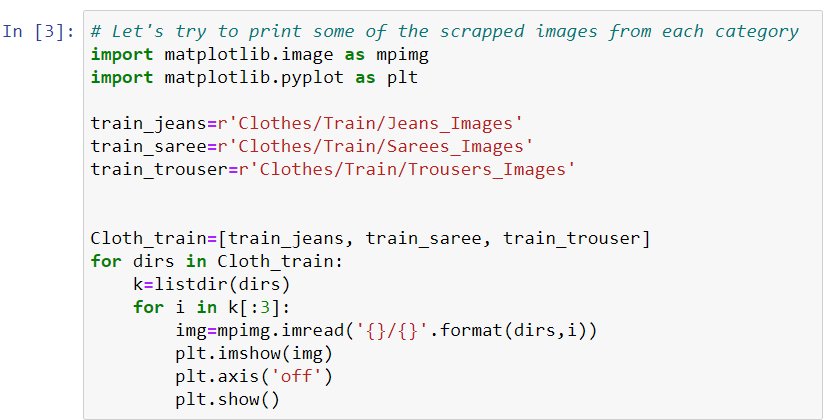 In [3]: # Let's try to print some of the scrapped images from each category
import matplotlib.image as mpimg
import matplotlib.pyplot as plt

train_jeans=r'Clothes/Train/Jeans_Images'
train_saree=r'Clothes/Train/Sarees_Images'
train_trouser=r'Clothes/Train/Trousers_Images'


Cloth_train=[train_jeans, train_saree, train_trouser]
for dirs in Cloth_train:
    k=listdir(dirs)
    for i in k[:3]:
        img=mpimg.imread('{}/{}'.format(dirs,i))
        plt.imshow(img)
        plt.axis('off')
        plt.show()